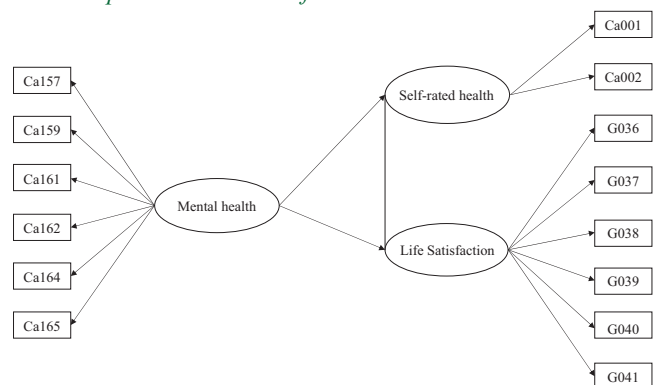 Ca001
Ca002
Self-rated health
Ca157
Ca159
Ca161
Ca162
Ca164
Ca165
Mental health
G036
G037
G038
G039
G040
G041
Life Satisfaction